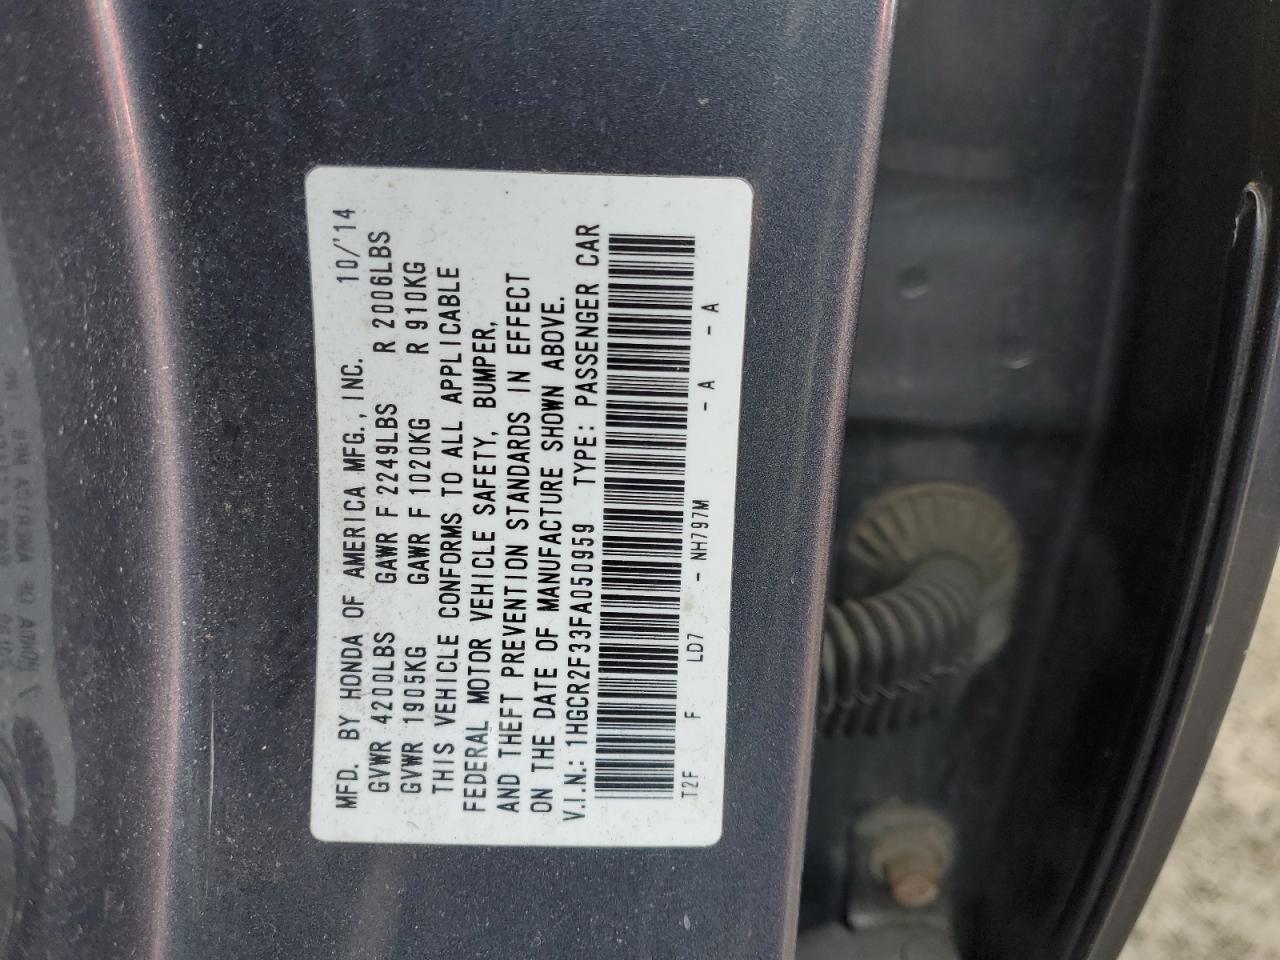 MFD. BY HONDA OF AMERICA MFG., INC. 10/'14
GVWR 4200LBS GAWR F 2249LBS R 2006LBS
GVWR 1905KG GAWR F 1020KG R 910KG
THIS VEHICLE CONFORMS TO ALL APPLICABLE
FEDERAL MOTOR VEHICLE SAFETY, BUMPER,
AND THEFT PREVENTION STANDARDS IN EFFECT
ON THE DATE OF MANUFACTURE SHOWN ABOVE.
V.I.N.: 1HGCR2F33FA050959 TYPE: PASSENGER CAR
T2F F LD7 - NH797M - A - A